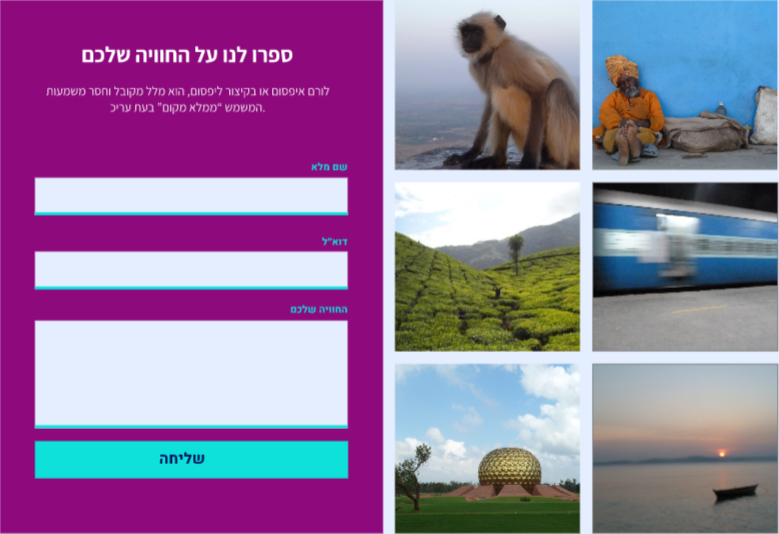 ספרו לנו על החוויה שלכם
לורם איפסום או בקיצור ליפסום, הוא מלל מקובל וחסר משמעות
המשמש "ממלא מקום" בעת עריכ.
שם מלא
דוא"ל
החוויה שלכם
שליחה